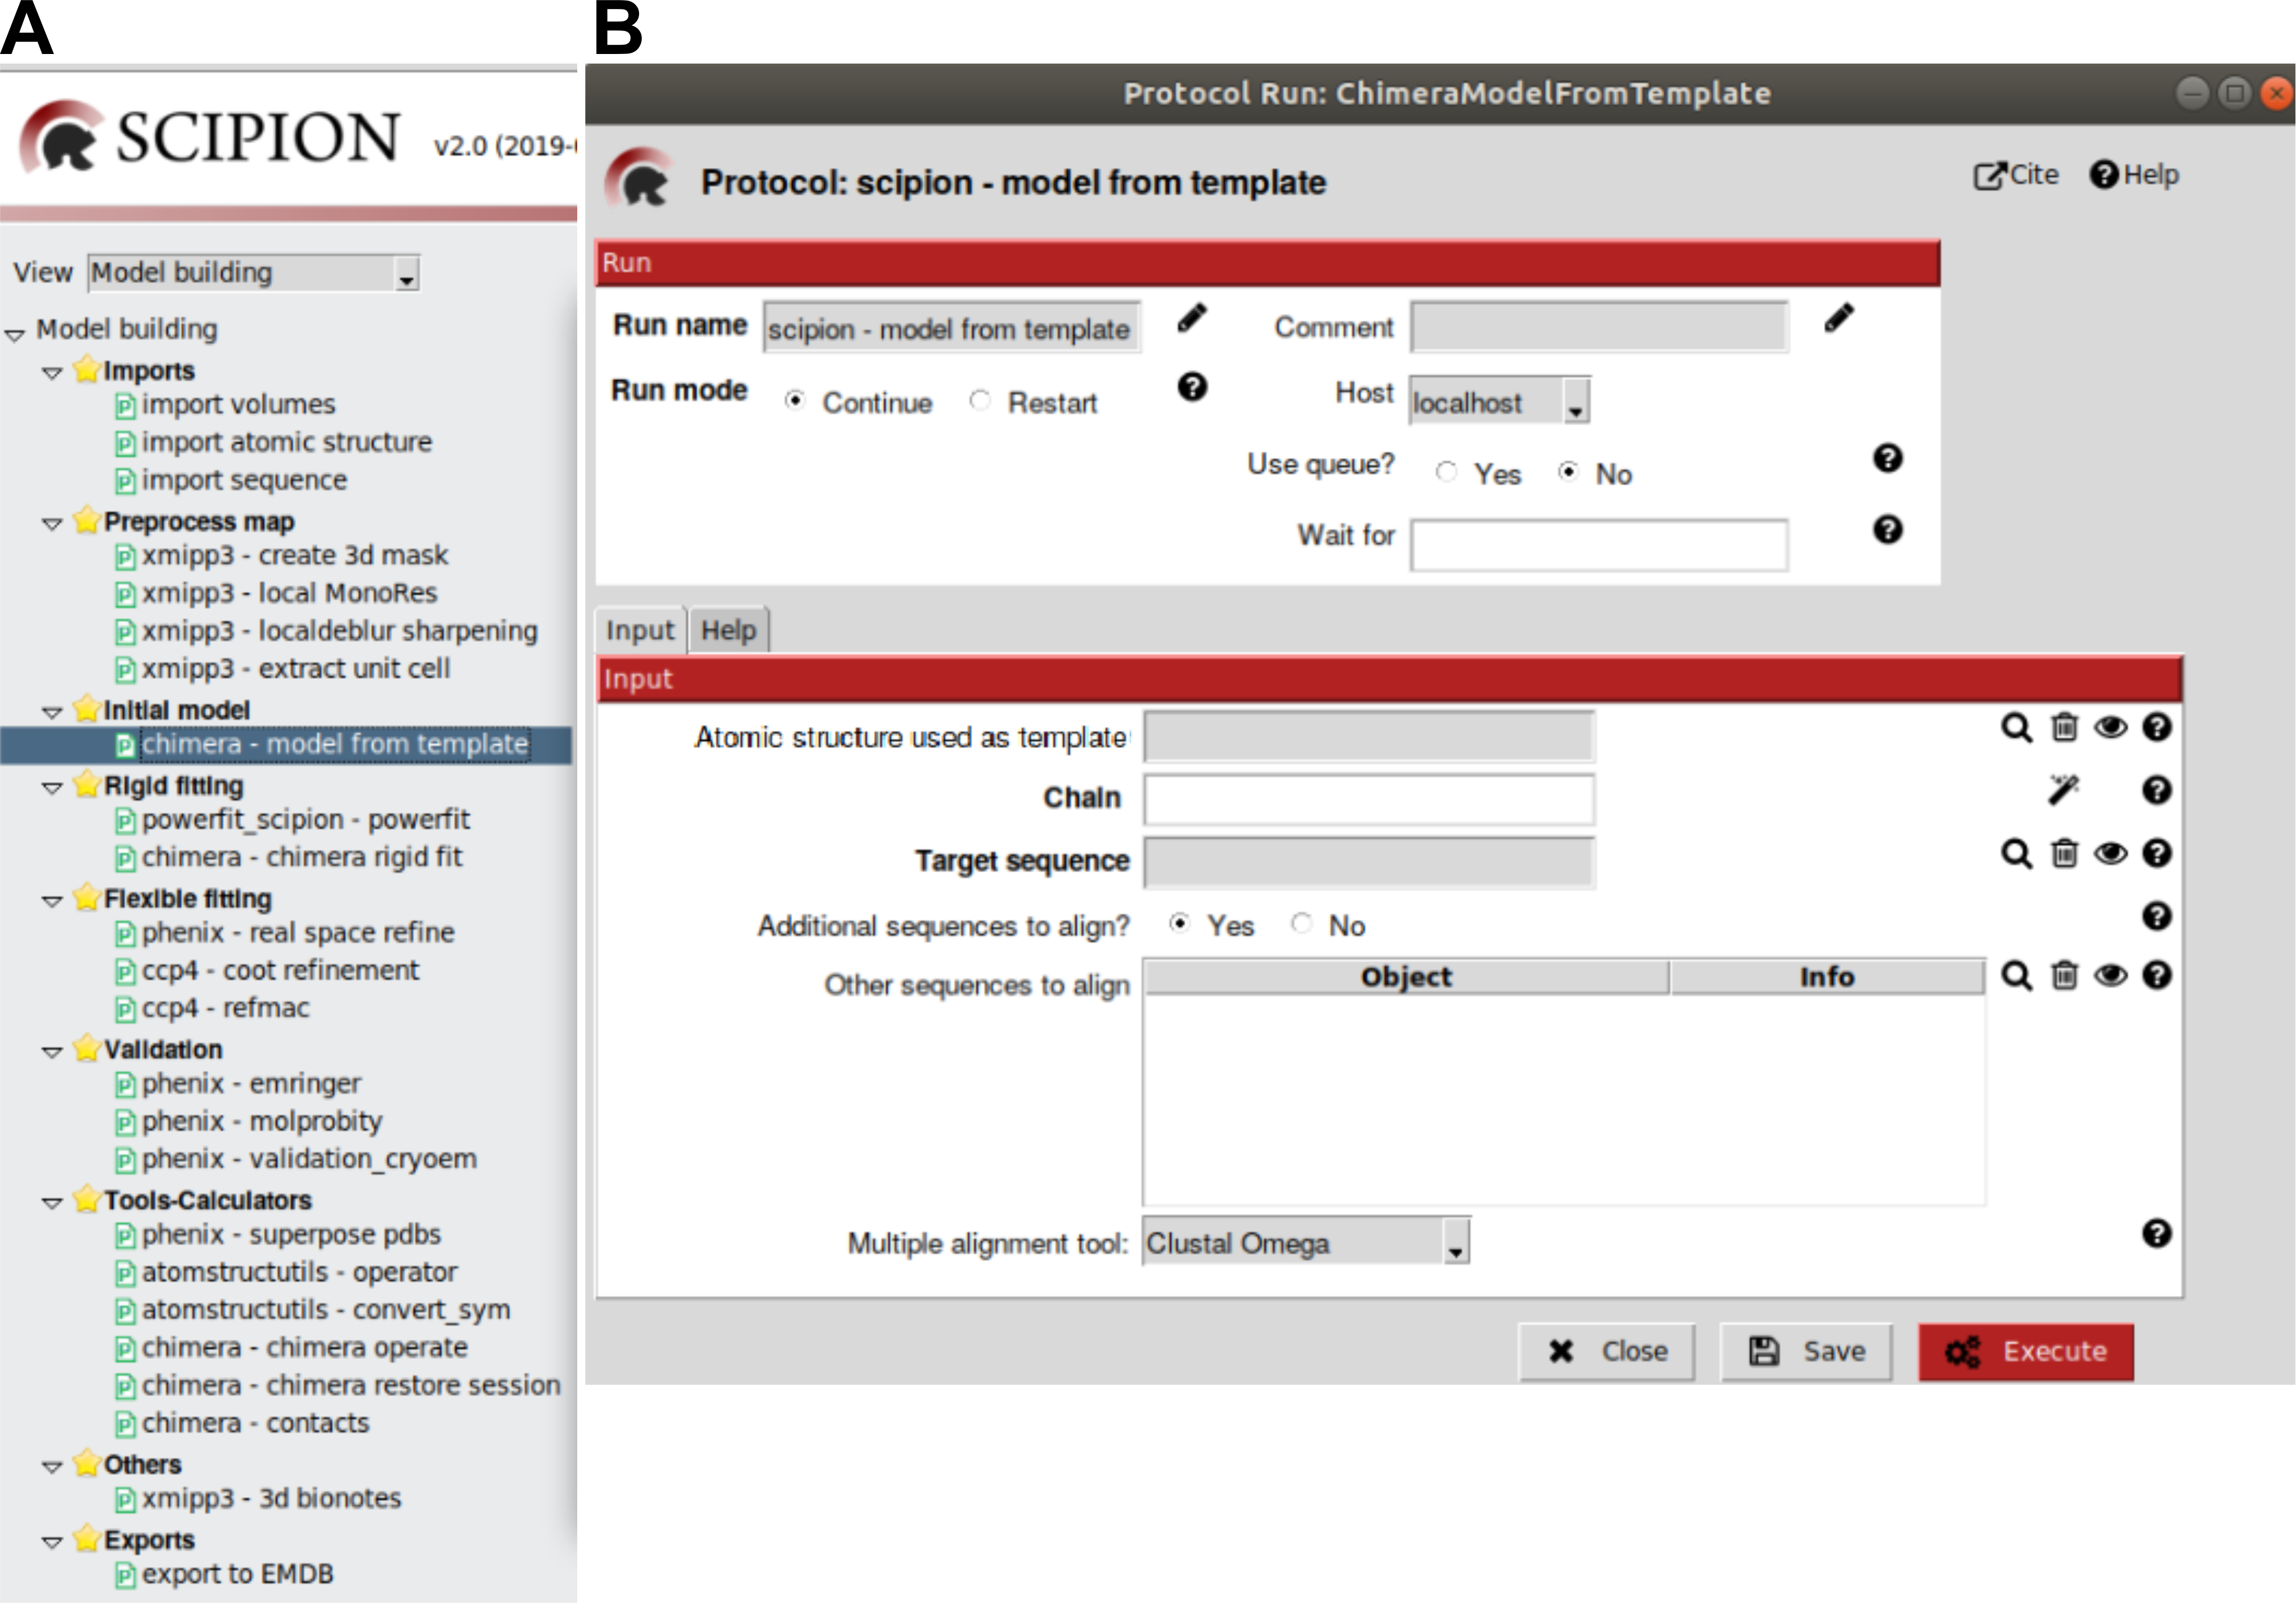 A
SCIPION v2.0 (2019-
View Model building
Model building
Imports
import volumes
import atomic structure
import sequence
Preprocess map
xmipp3 - create 3d mask
xmipp3 - local MonoRes
xmipp3 - localdeblur sharpening
xmipp3 - extract unit cell
Initial model
chimera - model from template
Rigid fitting
powerfit_scipion - powerfit
chimera - chimera rigid fit
Flexible fitting
phenix - real space refine
ccp4 - coot refinement
ccp4 - refmac
Validation
phenix - emringer
phenix - molprobity
phenix - validation_cryoem
Tools-Calculators
phenix - superpose pdbs
atomstructutils - operator
atomstructutils - convert_sym
chimera - chimera operate
chimera - chimera restore session
chimera - contacts
Others
xmipp3 - 3d bionotes
Exports
export to EMDB
B
Protocol Run: ChimeraModelFromTemplate
Protocol: scipion - model from template
Cite Help
Run
Run name scipion - model from template Comment
Run mode Continue Restart Host localhost
Use queue? Yes No
Wait for
Input Help
Input
Atomic structure used as template
Chain
Target sequence
Additional sequences to align? Yes No
Other sequences to align Object Info
Multiple alignment tool: Clustal Omega
Close Save Execute